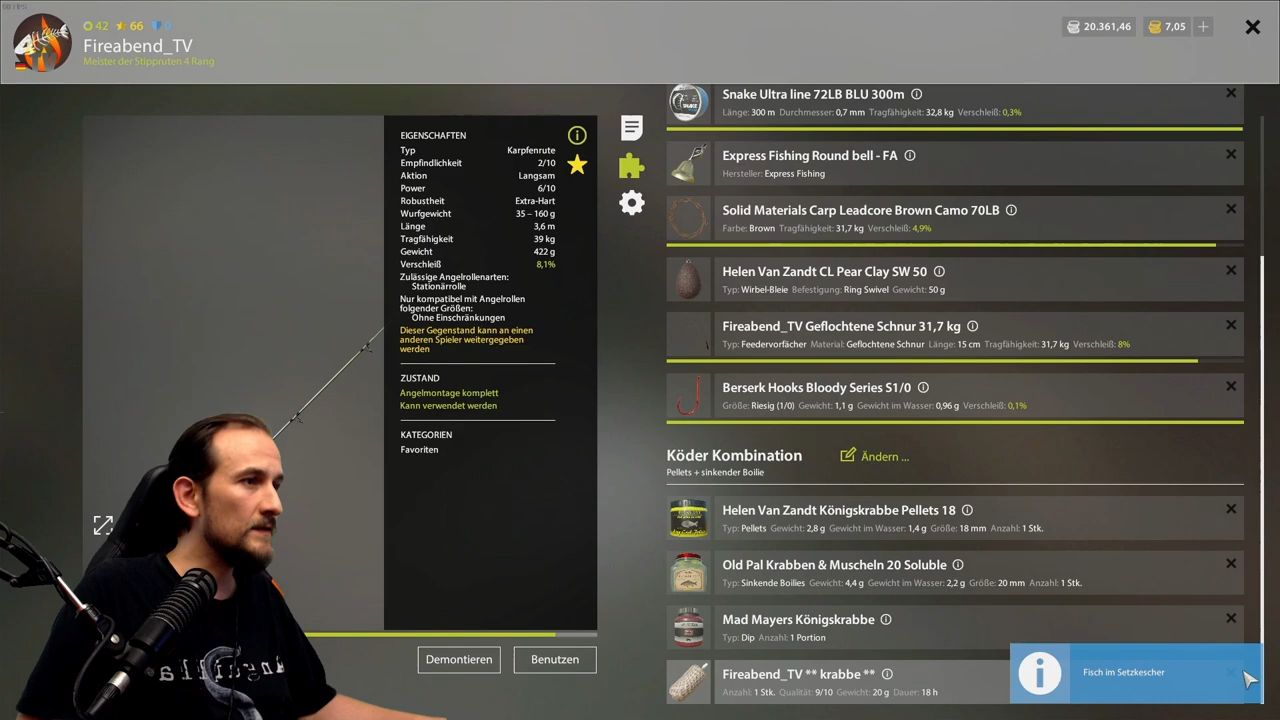 42 66 0
Fireabend_TV
Meister der Stippruten 4 Rang
20.361,46 7,05 +
EIGENSCHAFTEN
Typ Karpfenrute
Empfindlichkeit 2/10
Aktion Langsam
Power 6/10
Robustheit Extra-Hart
Wurfgewicht 35 – 160 g
Länge 3,6 m
Tragfähigkeit 39 kg
Gewicht 422 g
Verschleiß 8,1%
Zulässige Angelrollenarten:
Stationärrolle
Nur kompatibel mit Angelrollen
folgender Größen:
Ohne Einschränkungen
Dieser Gegenstand kann an einen
anderen Spieler weitergegeben
werden
ZUSTAND
Angelmontage komplett
Kann verwendet werden
KATEGORIEN
Favoriten
Demontieren Benutzen
Snake Ultra line 72LB BLU 300m
Länge: 300 m Durchmesser: 0,7 mm Tragfähigkeit: 32,8 kg Verschleiß: 0,3%
Express Fishing Round bell - FA
Hersteller: Express Fishing
Solid Materials Carp Leadcore Brown Camo 70LB
Farbe: Brown Tragfähigkeit: 31,7 kg Verschleiß: 4,9%
Helen Van Zandt CL Pear Clay SW 50
Typ: Wirbel-Bleie Befestigung: Ring Swivel Gewicht: 50 g
Fireabend_TV Geflochtene Schnur 31,7 kg
Typ: Feedervorfächer Material: Geflochtene Schnur Länge: 15 cm Tragfähigkeit: 31,7 kg Verschleiß: 8%
Berserk Hooks Bloody Series S1/0
Größe: Riesig (1/0) Gewicht: 1,1 g Gewicht im Wasser: 0,96 g Verschleiß: 0,1%
Köder Kombination Ändern ...
Pellets + sinkender Boilie
Helen Van Zandt Königskrabbe Pellets 18
Typ: Pellets Gewicht: 2,8 g Gewicht im Wasser: 1,4 g Größe: 18 mm Anzahl: 1 Stk.
Old Pal Krabben & Muscheln 20 Soluble
Typ: Sinkende Boilies Gewicht: 4,4 g Gewicht im Wasser: 2,2 g Größe: 20 mm Anzahl: 1 Stk.
Mad Mayers Königskrabbe
Typ: Dip Anzahl: 1 Portion
Fireabend_TV ** krabbe **
Anzahl: 1 Stk. Qualität: 9/10 Gewicht: 20 g Dauer: 18 h
Fisch im Setzkescher